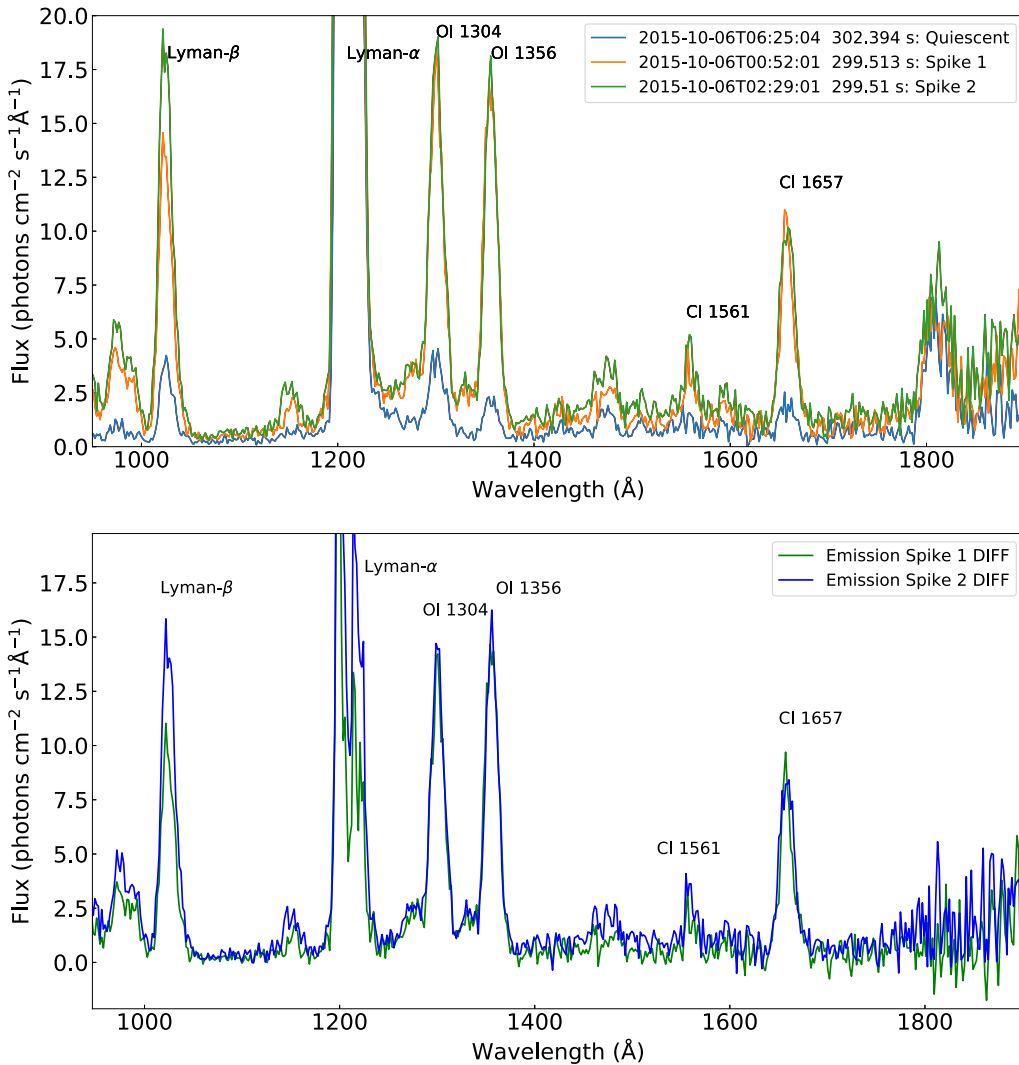 20.0
17.5
15.0
12.5
10.0
7.5
5.0
2.5
0.0
Flux (photons cm⁻² s⁻¹Å⁻¹)
Lyman-β
Lyman-α
OI 1304
OI 1356
CI 1561
CI 1657
2015-10-06T06:25:04 302.394 s: Quiescent
2015-10-06T00:52:01 299.513 s: Spike 1
2015-10-06T02:29:01 299.51 s: Spike 2
1000 1200 1400 1600 1800
Wavelength (Å)
17.5
15.0
12.5
10.0
7.5
5.0
2.5
0.0
Flux (photons cm⁻² s⁻¹Å⁻¹)
Lyman-β
Lyman-α
OI 1304
OI 1356
CI 1561
CI 1657
Emission Spike 1 DIFF
Emission Spike 2 DIFF
1000 1200 1400 1600 1800
Wavelength (Å)